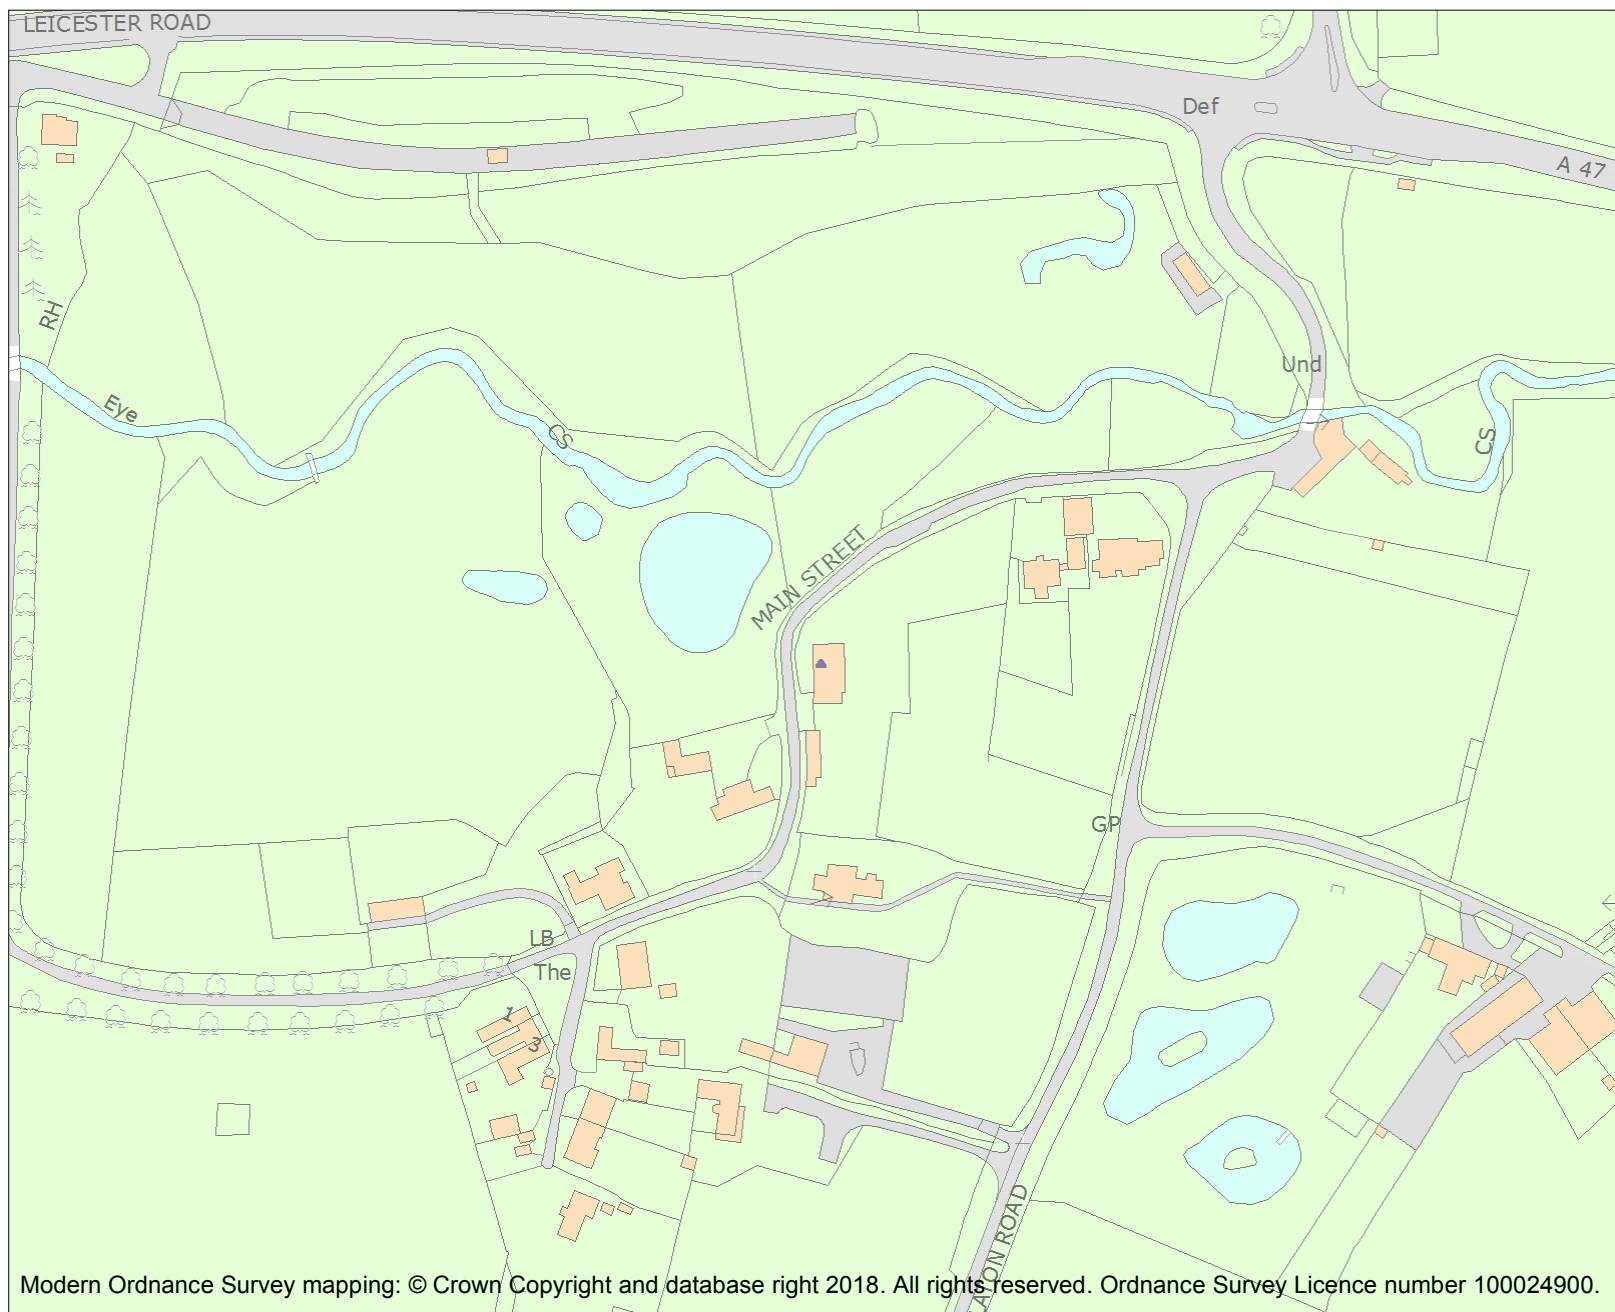 LEICESTER ROAD
Def
A 47
RH
Und
Eye
CS
CS
MAIN STREET
GP
LB
The
1
3
ROAD
Modern Ordnance Survey mapping: © Crown Copyright and database right 2018. All rights reserved. Ordnance Survey Licence number 100024900.